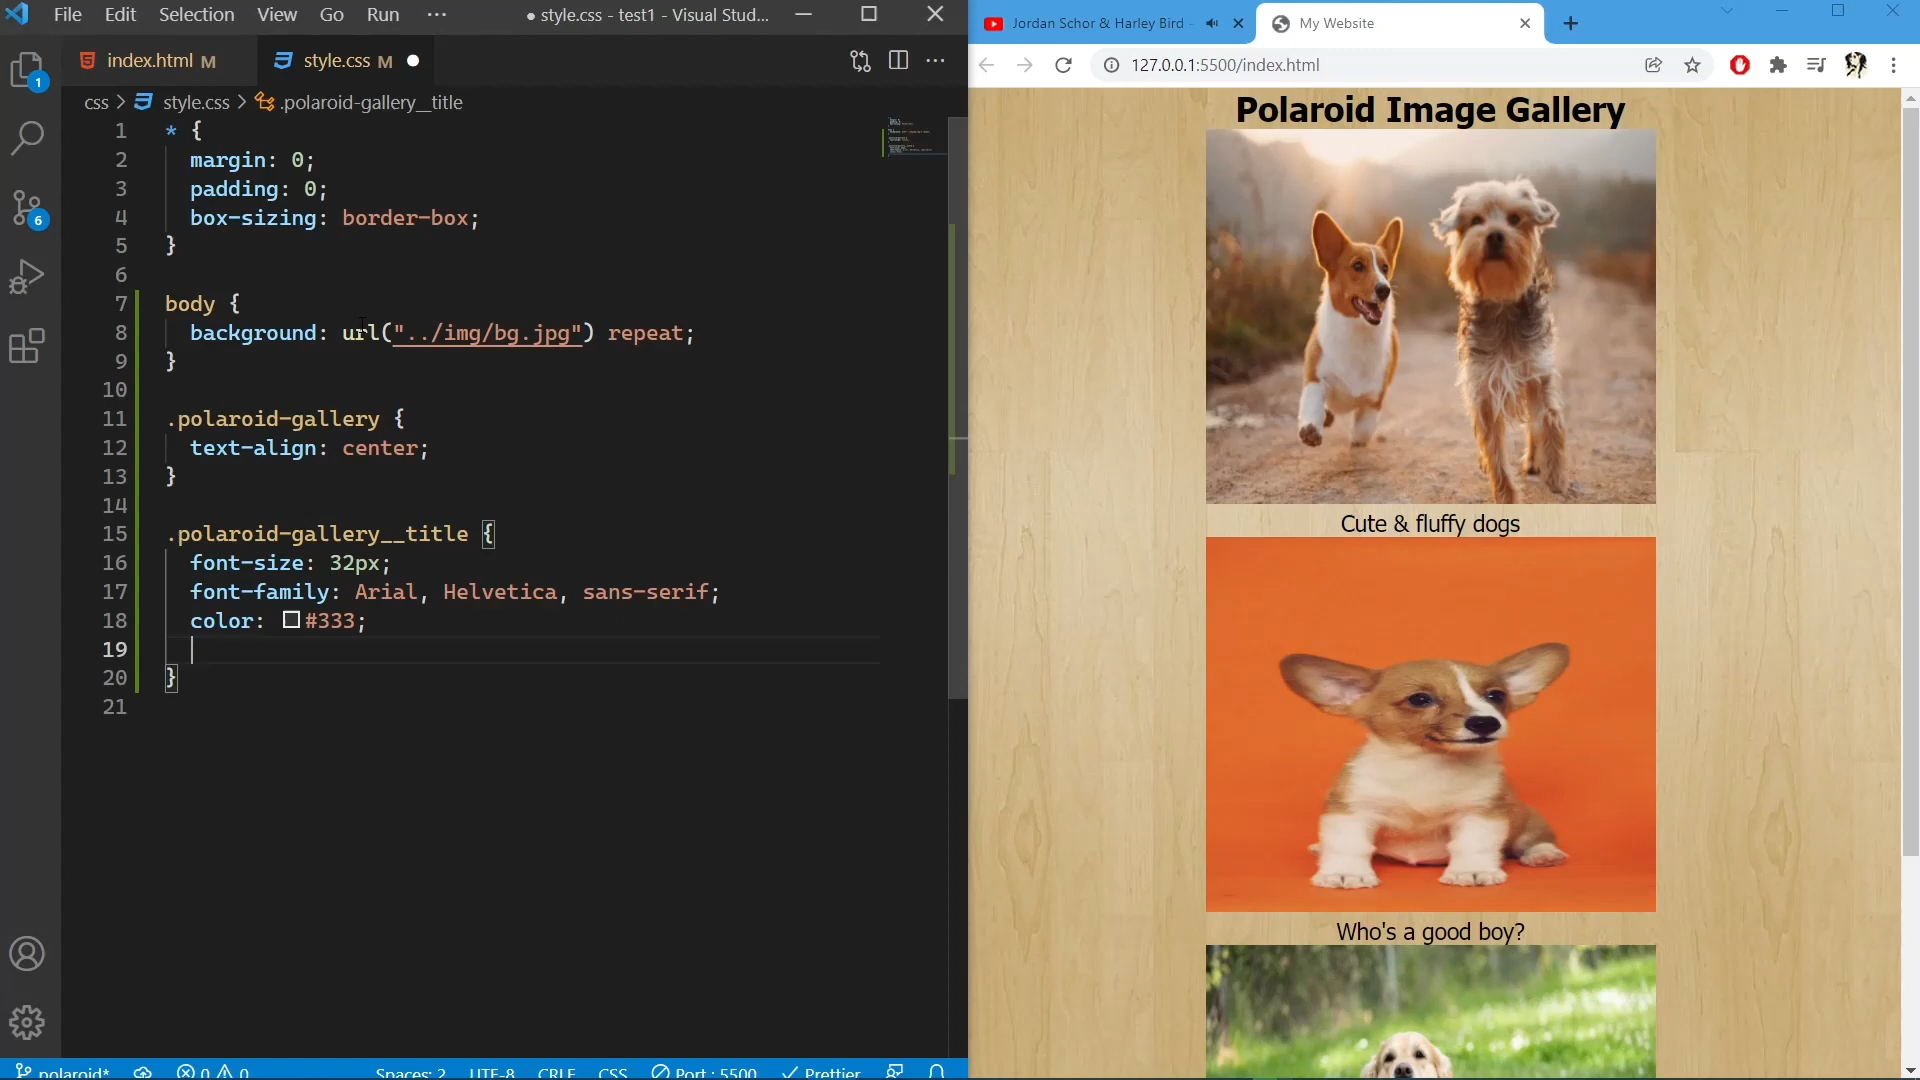 File Edit Selection View Go Run ··· ● style.css - test1 - Visual Stud...
index.html M style.css M ●
css > style.css > .polaroid-gallery__title
1 * {
2 margin: 0;
3 padding: 0;
4 box-sizing: border-box;
5 }
6
7 body {
8 background: url("../img/bg.jpg") repeat;
9 }
10
11 .polaroid-gallery {
12 text-align: center;
13 }
14
15 .polaroid-gallery__title {
16 font-size: 32px;
17 font-family: Arial, Helvetica, sans-serif;
18 color: #333;
19
20 }
21
1
6
polaroid* 0 0 Spaces: 2 UTF-8 CRLF CSS Port : 5500 Prettier
Jordan Schor & Harley Bird - My Website
127.0.0.1:5500/index.html
Polaroid Image Gallery
Cute & fluffy dogs
Who's a good boy?